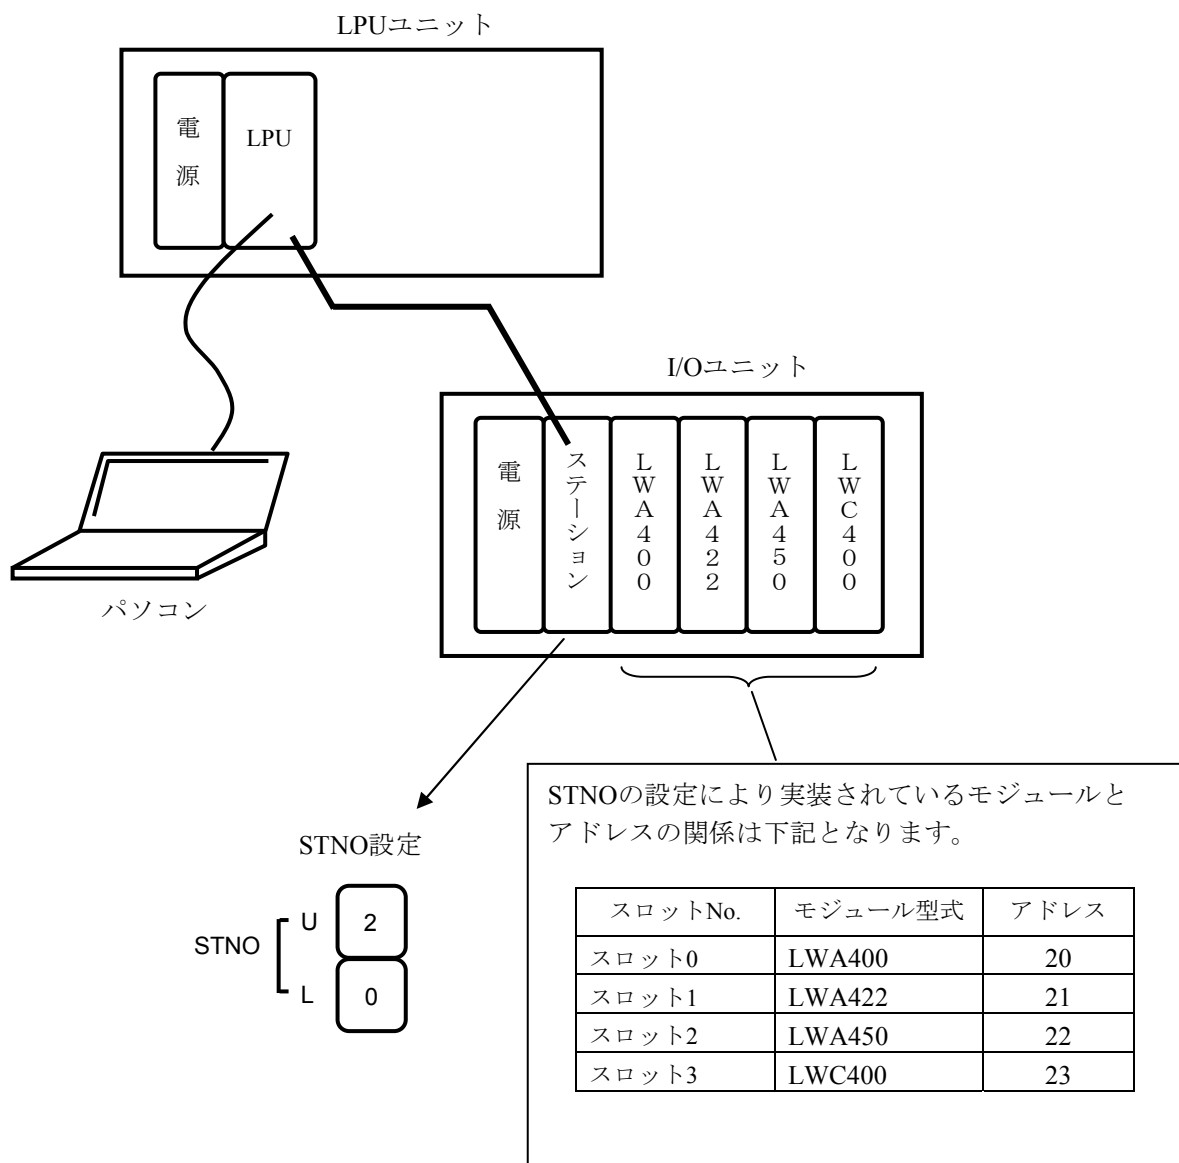 LPUユニット
電源
LPU
I/Oユニット
電源
ステーション
LWA400
LWA422
LWA450
LWC400
パソコン
STNOの設定により実装されているモジュールと
アドレスの関係は下記となります。
STNO設定
STNO
U
2
L
0
スロットNo. モジュール型式 アドレス
スロット0 LWA400 20
スロット1 LWA422 21
スロット2 LWA450 22
スロット3 LWC400 23